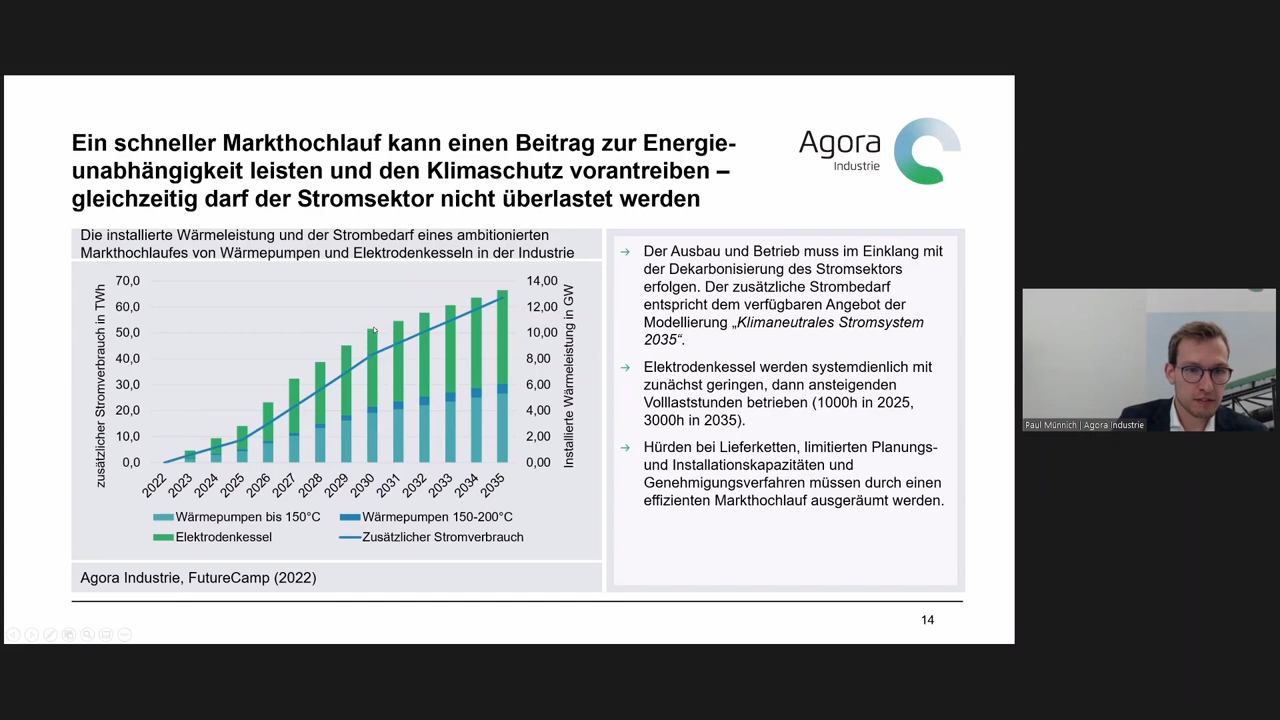 Ein schneller Markthochlauf kann einen Beitrag zur Energie-
unabhängigkeit leisten und den Klimaschutz vorantreiben –
gleichzeitig darf der Stromsektor nicht überlastet werden
Agora
Industrie
Die installierte Wärmeleistung und der Strombedarf eines ambitionierten
Markthochlaufes von Wärmepumpen und Elektrodenkesseln in der Industrie
zusätzlicher Stromverbrauch in TWh
70,0
60,0
50,0
40,0
30,0
20,0
10,0
0,0
14,00
12,00
10,00
8,00
6,00
4,00
2,00
0,00
Installierte Wärmeleistung in GW
2022
2023
2024
2025
2026
2027
2028
2029
2030
2031
2032
2033
2034
2035
Wärmepumpen bis 150°C
Wärmepumpen 150-200°C
Elektrodenkessel
Zusätzlicher Stromverbrauch
Agora Industrie, FutureCamp (2022)
→ Der Ausbau und Betrieb muss im Einklang mit
der Dekarbonisierung des Stromsektors
erfolgen. Der zusätzliche Strombedarf
entspricht dem verfügbaren Angebot der
Modellierung „Klimaneutrales Stromsystem
2035“.
→ Elektrodenkessel werden systemdienlich mit
zunächst geringen, dann ansteigenden
Volllaststunden betrieben (1000h in 2025,
3000h in 2035).
→ Hürden bei Lieferketten, limitierten Planungs-
und Installationskapazitäten und
Genehmigungsverfahren müssen durch einen
effizienten Markthochlauf ausgeräumt werden.
14
Paul Münnich | Agora Industrie